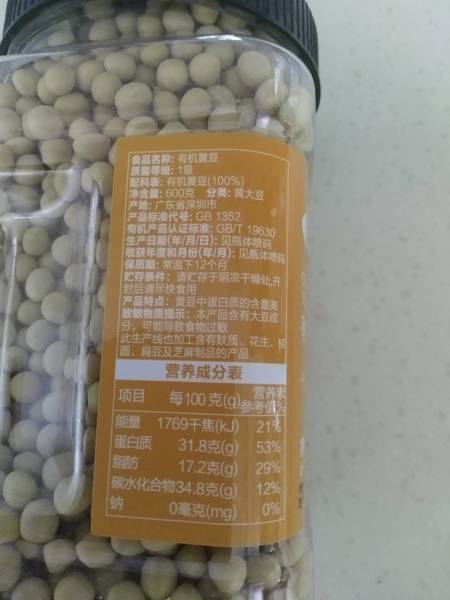 食品名称: 有机黄豆
质量等级: 1级
配料表: 有机黄豆(100%)
净含量: 600克 分类: 黄大豆
产地: 广东省深圳市
产品标准代号: GB 1352
有机产品认证标准: GB/T 19630
生产日期(年/月/日): 见瓶体喷码
收获年度和月份(年/月): 见瓶体喷码
保质期: 常温下12个月
贮存条件: 请贮存于阴凉干燥处,开
封后请尽快食用
产品特点: 黄豆中蛋白质的含量高
致敏物质提示: 本产品含有大豆成
分, 可能导致食物过敏
此生产线也加工含有麸质、花生、核
扁豆及芝麻制品的产品
营养成分表
项目 每100克(g) 营养素参考值%
能量 1769千焦(kJ) 21%
蛋白质 31.8克(g) 53%
脂肪 17.2克(g) 29%
碳水化合物 34.8克(g) 12%
钠 0毫克(mg) 0%